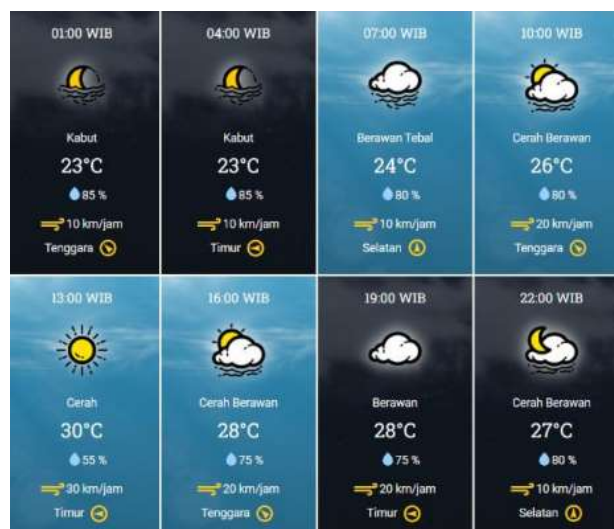 01:00 WIB
Kabut
23°C
85 %
10 km/jam
Tenggara
04:00 WIB
Kabut
23°C
85 %
10 km/jam
Timur
07:00 WIB
Berawan Tebal
24°C
80 %
10 km/jam
Selatan
10:00 WIB
Cerah Berawan
26°C
80 %
20 km/jam
Tenggara
13:00 WIB
Cerah
30°C
55 %
30 km/jam
Timur
16:00 WIB
Cerah Berawan
28°C
75 %
20 km/jam
Tenggara
19:00 WIB
Berawan
28°C
75 %
20 km/jam
Timur
22:00 WIB
Cerah Berawan
27°C
80 %
10 km/jam
Selatan